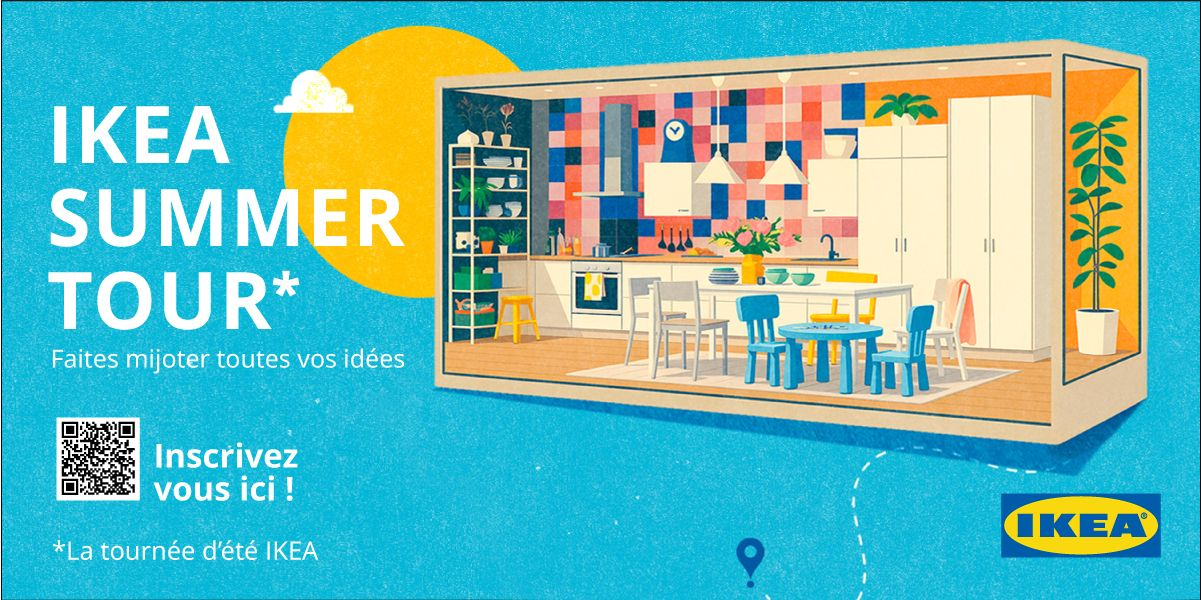 IKEA
SUMMER
TOUR*
Faites mijoter toutes vos idées
Inscrivez
vous ici !
*La tournée d'été IKEA
IKEA®